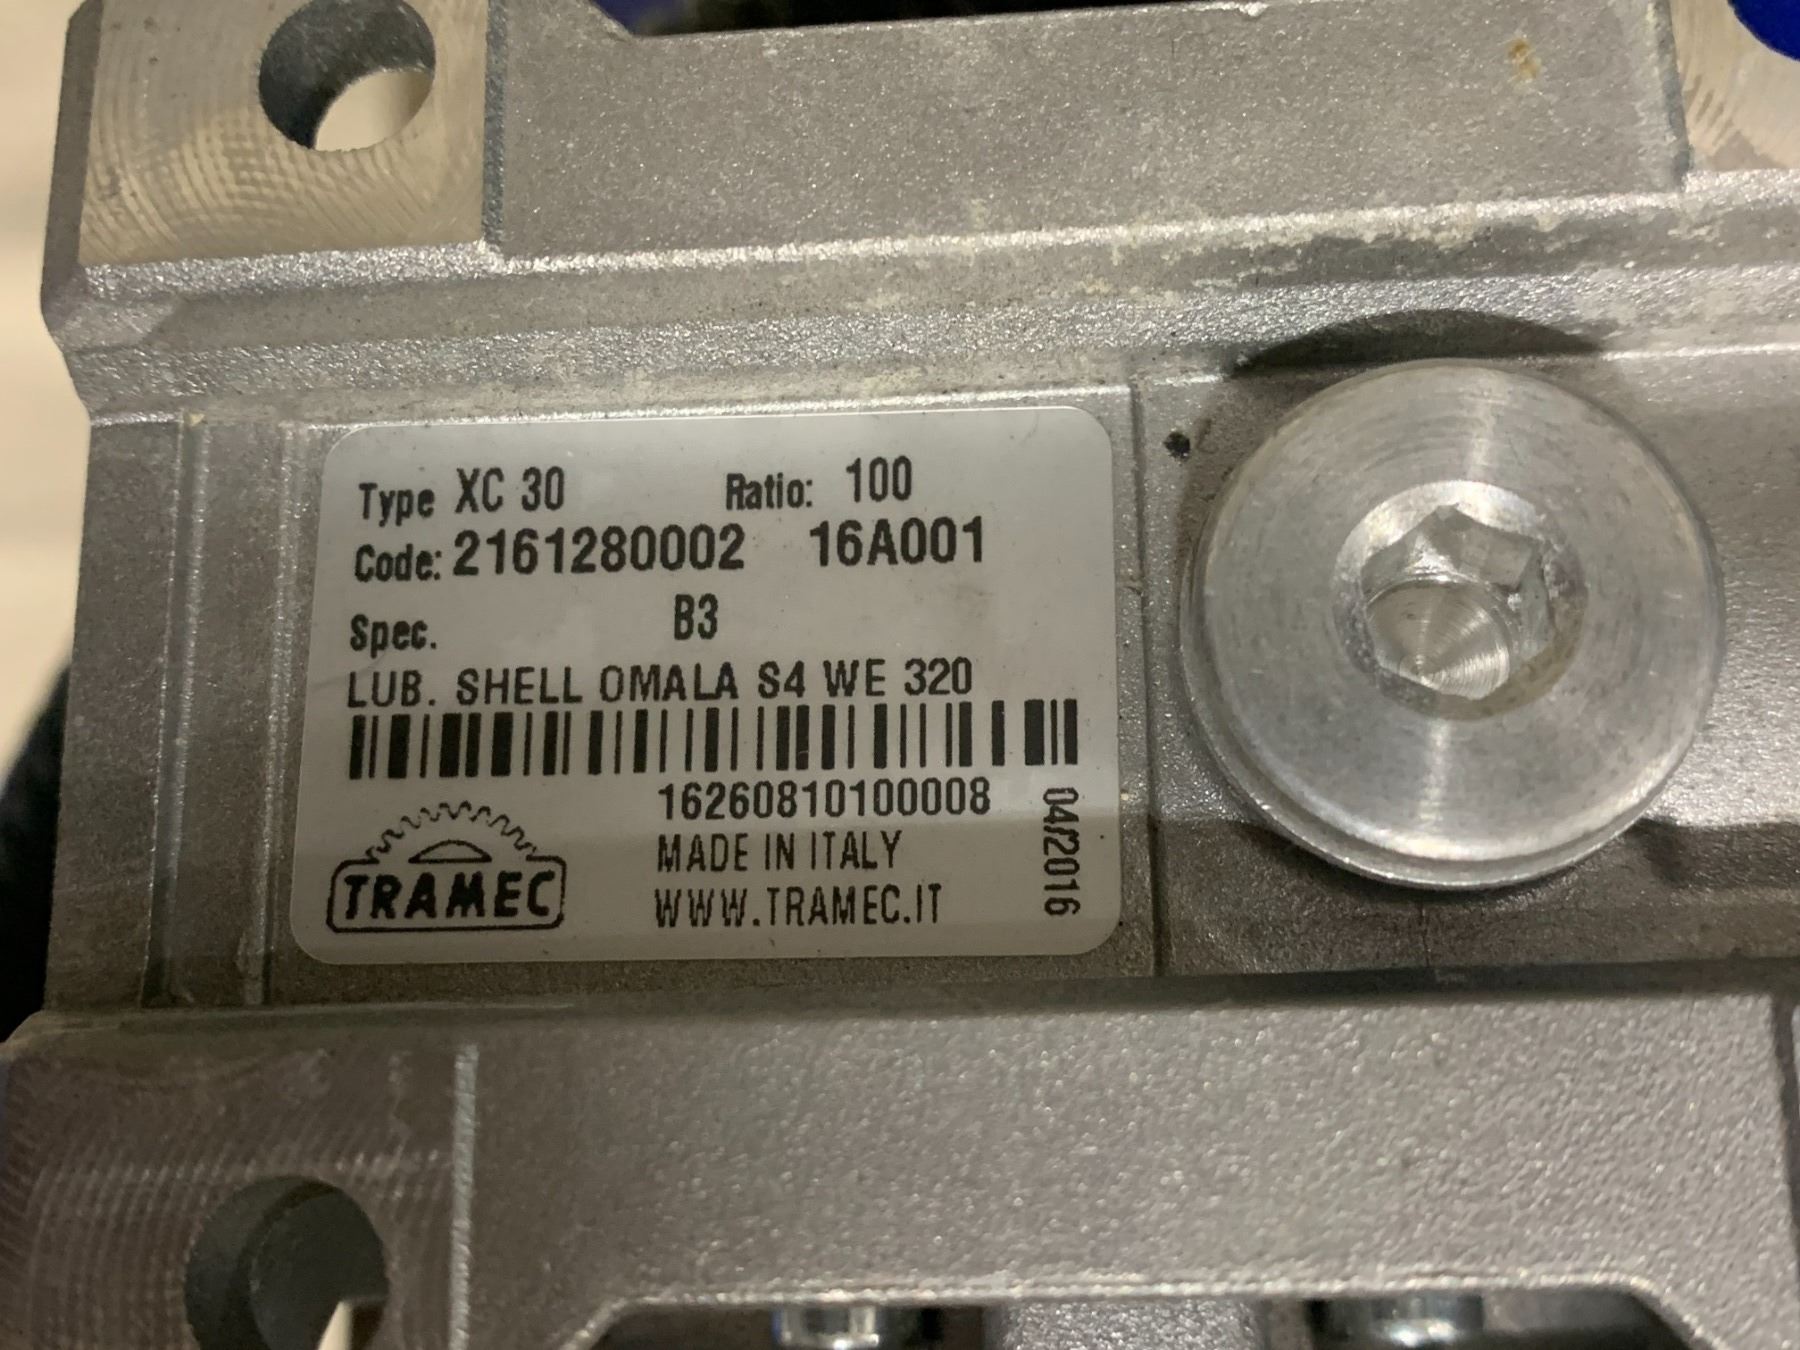 Type XC 30 Ratio: 100
Code: 2161280002 16A001
Spec. B3
LUB. SHELL OMALA S4 WE 320
16260810100008
04/2016
MADE IN ITALY
TRAMEC
WWW.TRAMEC.IT